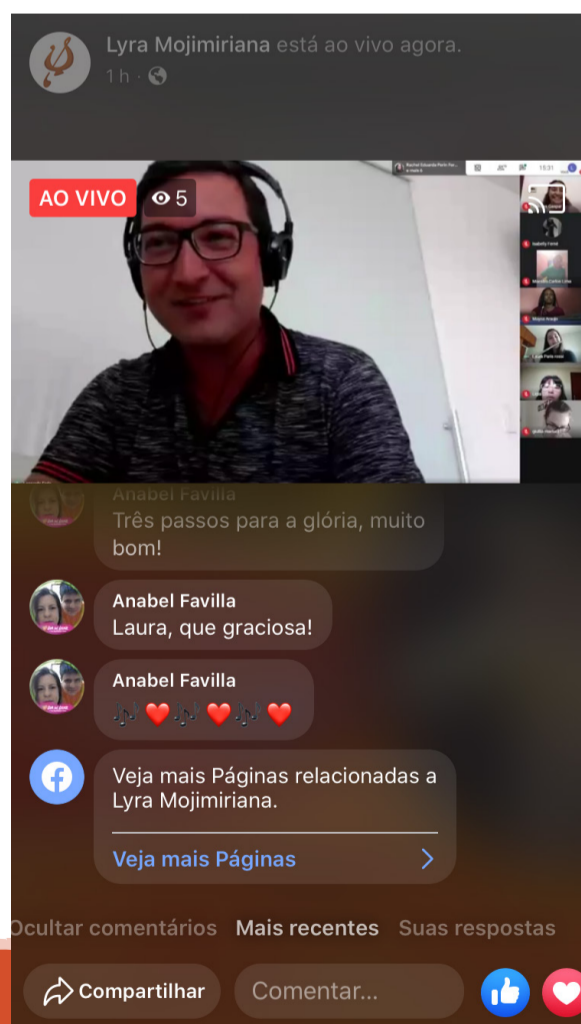 Lyra Mojimiriana está ao vivo agora.
1 h ·
AO VIVO
5
15:31
Anabel Favilla
Três passos para a glória, muito
bom!
Anabel Favilla
Laura, que graciosa!
Anabel Favilla
🎶❤️🎶❤️🎶❤️
Veja mais Páginas relacionadas a
Lyra Mojimiriana.
Veja mais Páginas
Ocultar comentários Mais recentes Suas respostas
Compartilhar
Comentar...